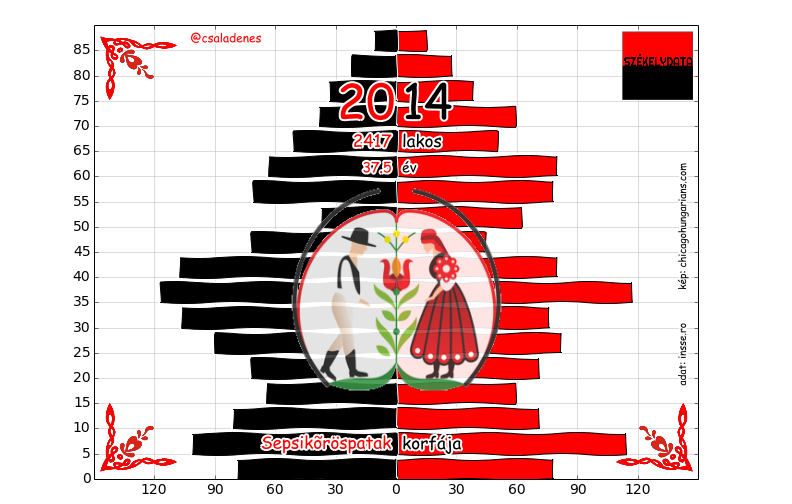 @csaladenes
SZÉKELYDATA
2014
2417 lakos
37.5 év
Sepsikőröspatak korfája
kép: chicagohungarians.com
adat: insse.ro
85
80
75
70
65
60
55
50
45
40
35
30
25
20
15
10
5
0
120 90 60 30 0 30 60 90 120